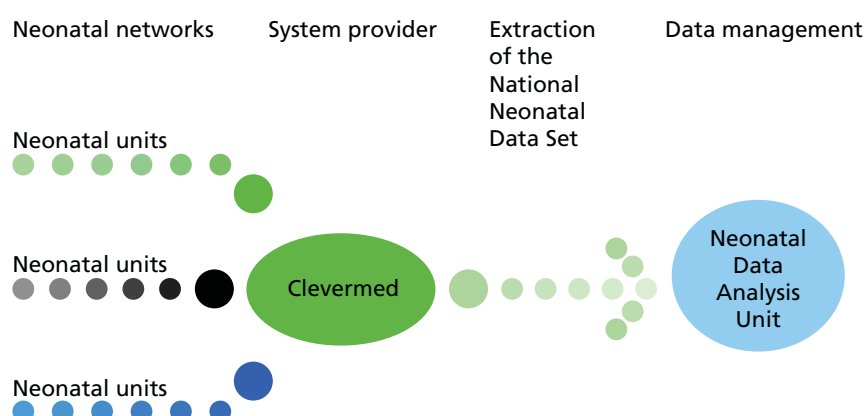 Neonatal networks
System provider
Extraction
of the
National
Neonatal
Data Set
Data management
Neonatal units
Neonatal units
Clevermed
Neonatal
Data
Analysis
Unit
Neonatal units